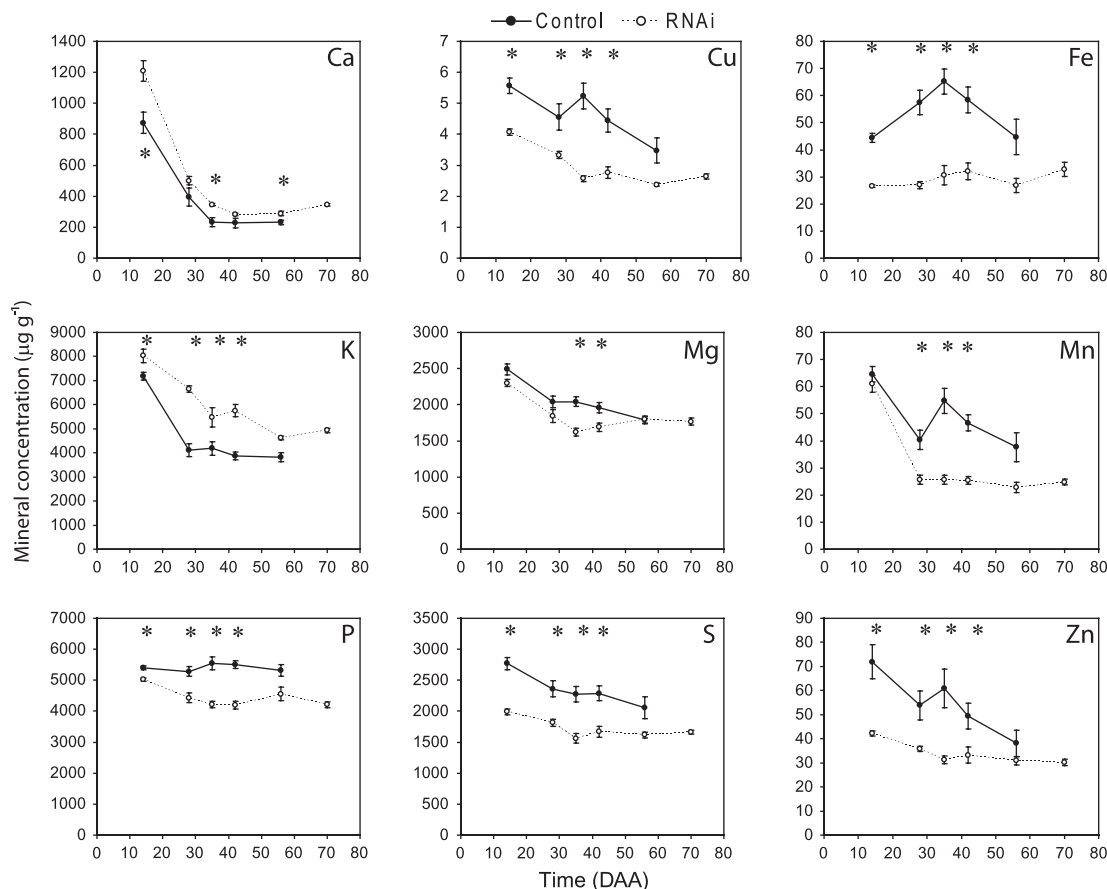 Control RNAi
Ca
1400
1200
1000
800
600
400
200
0
0 10 20 30 40 50 60 70 80
*
* *
Cu
7
6
5
4
3
2
1
0
0 10 20 30 40 50 60 70 80
* * * *
Fe
80
70
60
50
40
30
20
10
0
0 10 20 30 40 50 60 70 80
* * * *
Mineral concentration (µg g⁻¹)
K
9000
8000
7000
6000
5000
4000
3000
2000
1000
0
0 10 20 30 40 50 60 70 80
* * * *
Mg
3000
2500
2000
1500
1000
500
0
0 10 20 30 40 50 60 70 80
* *
Mn
80
70
60
50
40
30
20
10
0
0 10 20 30 40 50 60 70 80
* * *
P
7000
6000
5000
4000
3000
2000
1000
0
0 10 20 30 40 50 60 70 80
* * * *
S
3500
3000
2500
2000
1500
1000
500
0
0 10 20 30 40 50 60 70 80
* * * *
Zn
90
80
70
60
50
40
30
20
10
0
0 10 20 30 40 50 60 70 80
* * * *
Time (DAA)